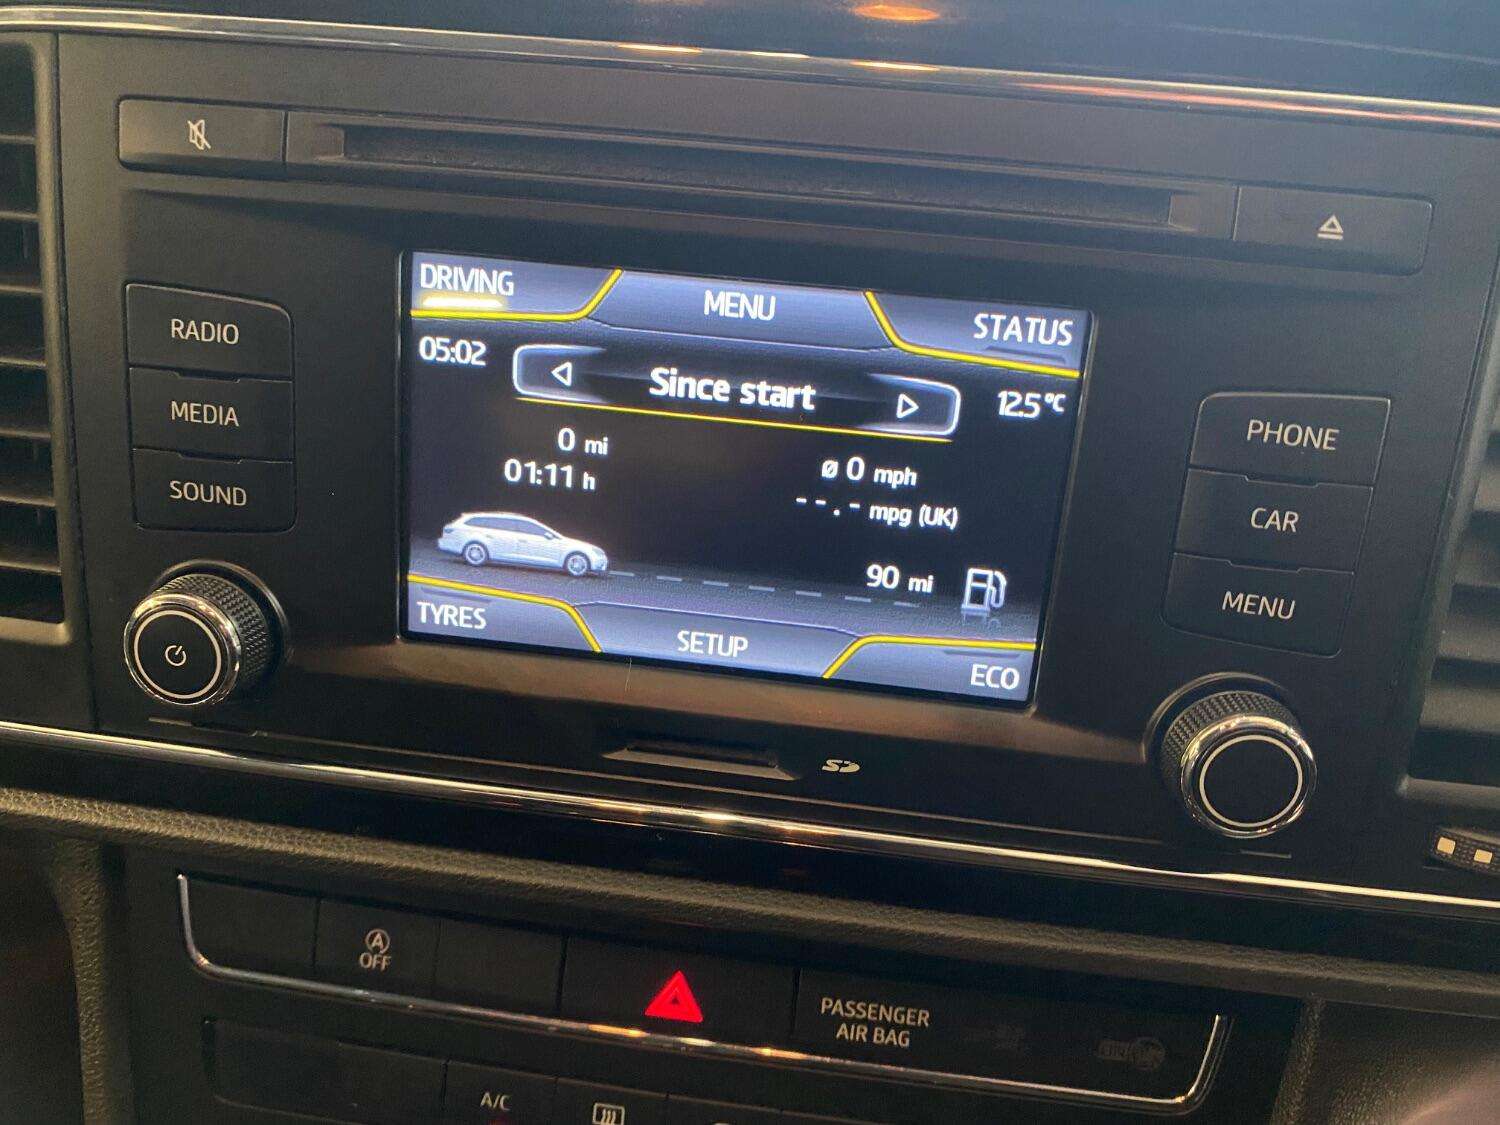 DRIVING
MENU
STATUS
05:02
Since start
12.5°C
0 mi
01:11 h
ø 0 mph
--.- mpg (UK)
90 mi
TYRES
SETUP
ECO
RADIO
MEDIA
SOUND
PHONE
CAR
MENU
SD
A
OFF
PASSENGER
AIR BAG
A/C